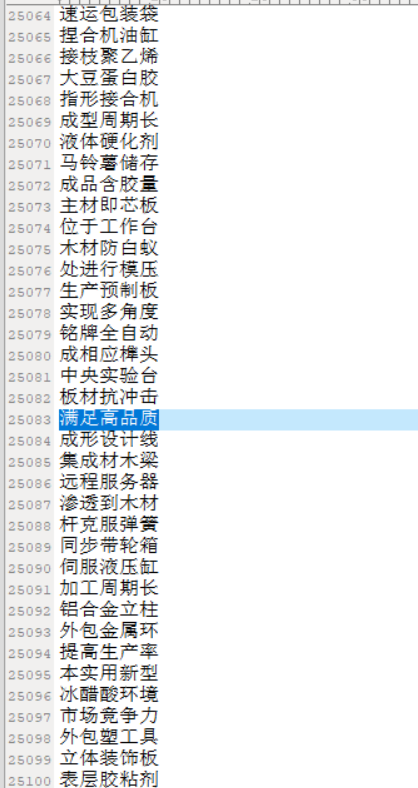 25064 速运包装袋
25065 捏合机油缸
25066 接枝聚乙烯
25067 大豆蛋白胶
25068 指形接合机
25069 成型周期长
25070 液体硬化剂
25071 马铃薯储存
25072 成品含胶量
25073 主材即芯板
25074 位于工作台
25075 木材防白蚁
25076 处进行模压
25077 生产预制板
25078 实现多角度
25079 铭牌全自动
25080 成相应榫头
25081 中央实验台
25082 板材抗冲击
25083 满足高品质
25084 成形设计线
25085 集成材木梁
25086 远程服务器
25087 渗透到木材
25088 杆克服弹簧
25089 同步带轮箱
25090 伺服液压缸
25091 加工周期长
25092 铝合金立柱
25093 外包金属环
25094 提高生产率
25095 本实用新型
25096 冰醋酸环境
25097 市场竞争力
25098 外包塑工具
25099 立体装饰板
25100 表层胶粘剂